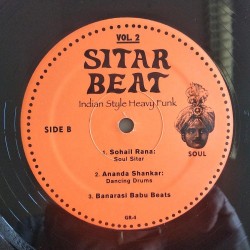 VOL. 2
SITAR
BEAT
Indian Style Heavy Funk
SIDE B
SOUL
1. Sohail Rana:
Soul Sitar
2. Ananda Shankar:
Dancing Drums
3. Banarasi Babu Beats
GR-4